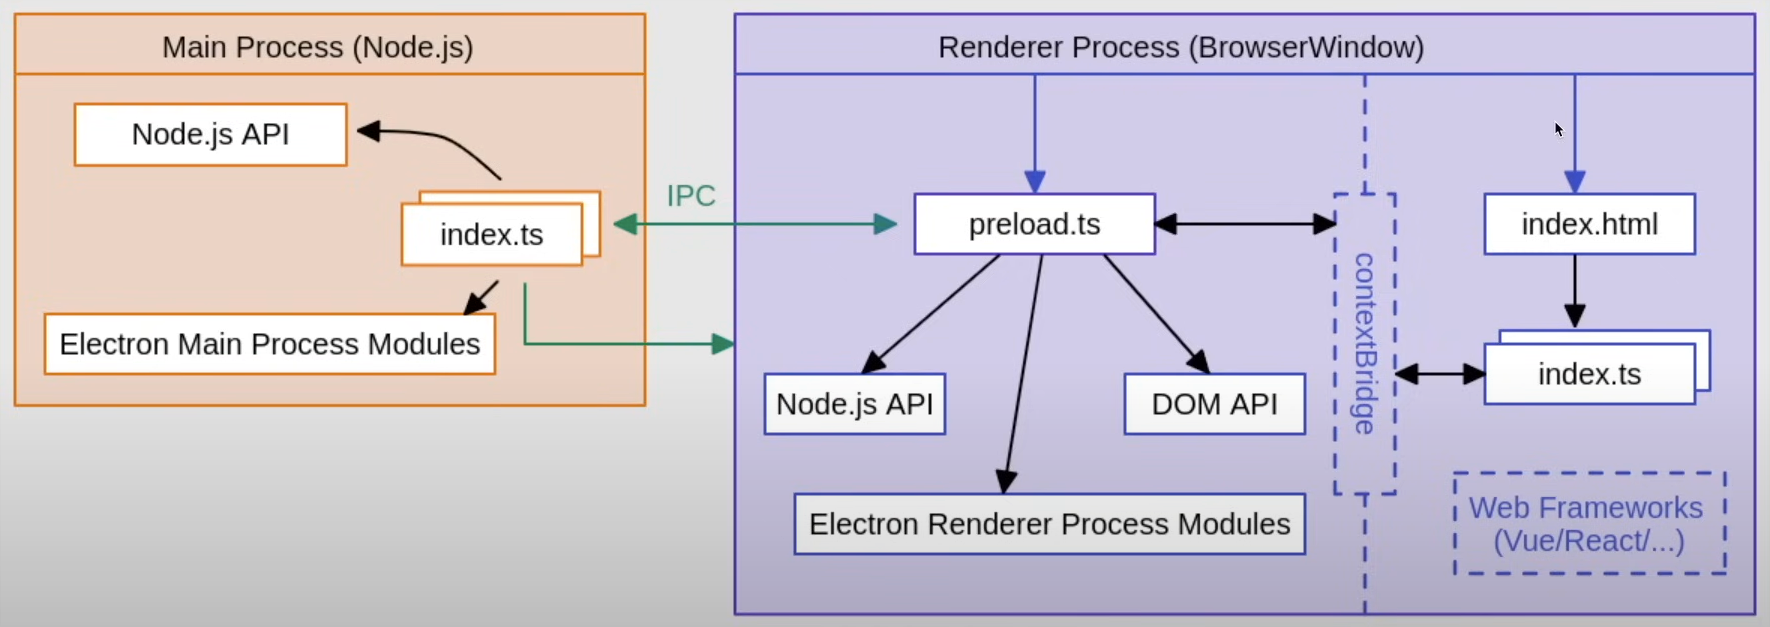 Main Process (Node.js)
Node.js API
index.ts
Electron Main Process Modules
IPC
Renderer Process (BrowserWindow)
preload.ts
Node.js API
DOM API
Electron Renderer Process Modules
contextBridge
index.html
index.ts
Web Frameworks
(Vue/React/...)